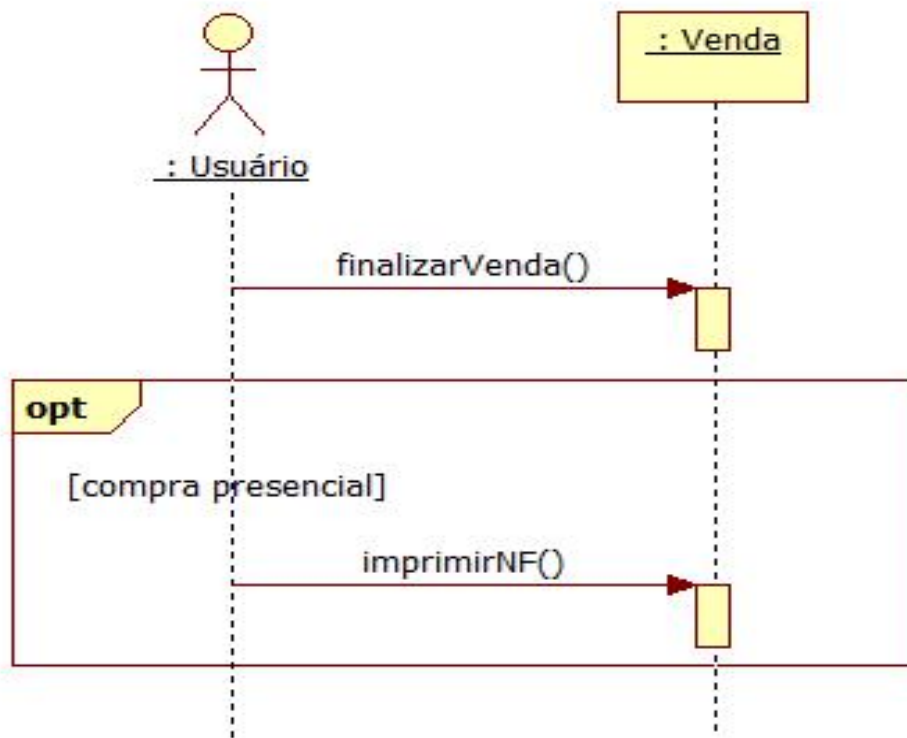 : Venda
: Usuário
finalizarVenda()
opt
[compra presencial]
imprimirNF()